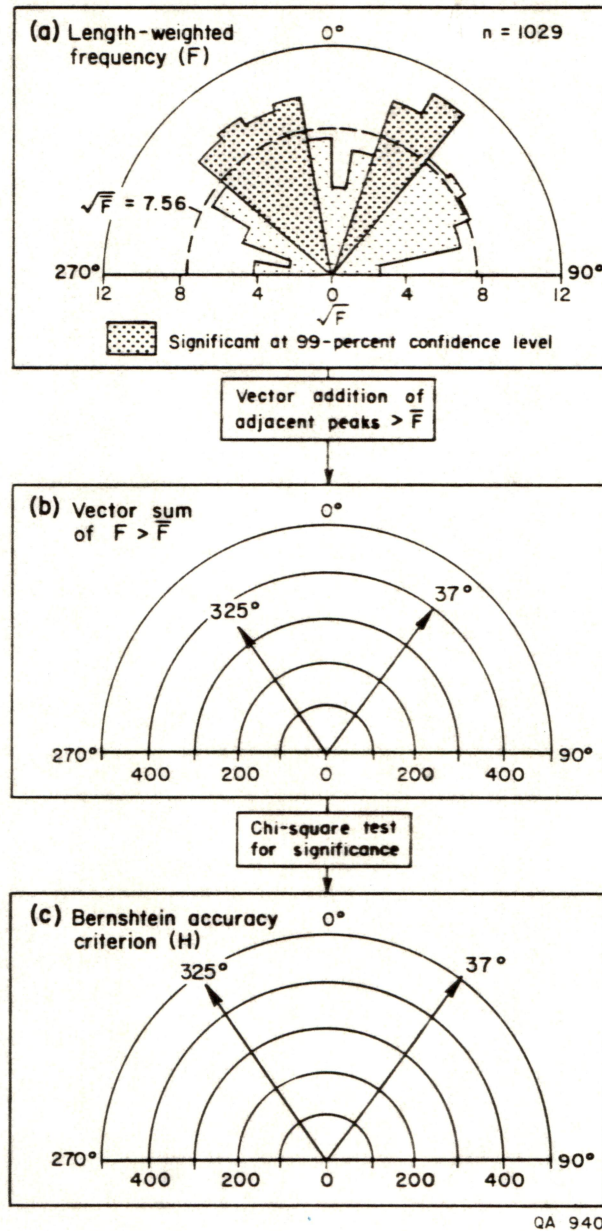 (a) Length-weighted
frequency (F)
0°
n = 1029
√F̅ = 7.56
270°
90°
12 8 4 0 4 8 12
√F
Significant at 99-percent confidence level
Vector addition of
adjacent peaks > F̅
(b) Vector sum
of F > F̅
0°
325°
37°
270°
90°
400 200 0 200 400
Chi-square test
for significance
(c) Bernshtein accuracy
criterion (H)
0°
325°
37°
270°
90°
400 200 0 200 400
QA 940